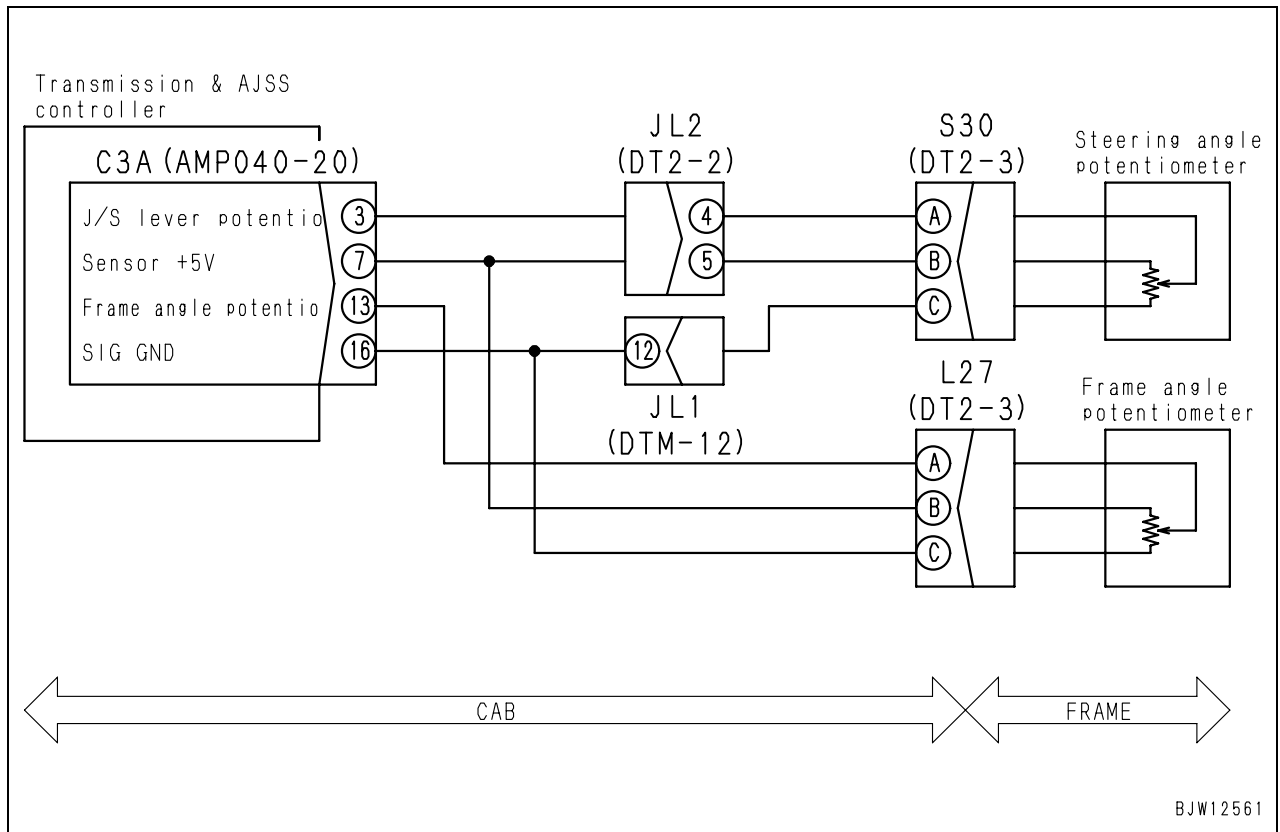 Transmission & AJSS
controller
C3A (AMP040-20)
J/S lever potentio
Sensor +5V
Frame angle potentio
SIG GND
3
7
13
16
JL2
(DT2-2)
4
5
12
JL1
(DTM-12)
S30
(DT2-3)
A
B
C
Steering angle
potentiometer
L27
(DT2-3)
A
B
C
Frame angle
potentiometer
CAB
FRAME
BJW12561